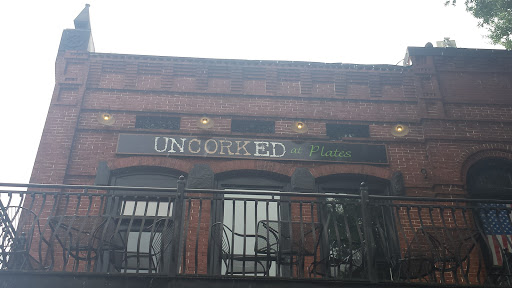 UNCORKED at Plates